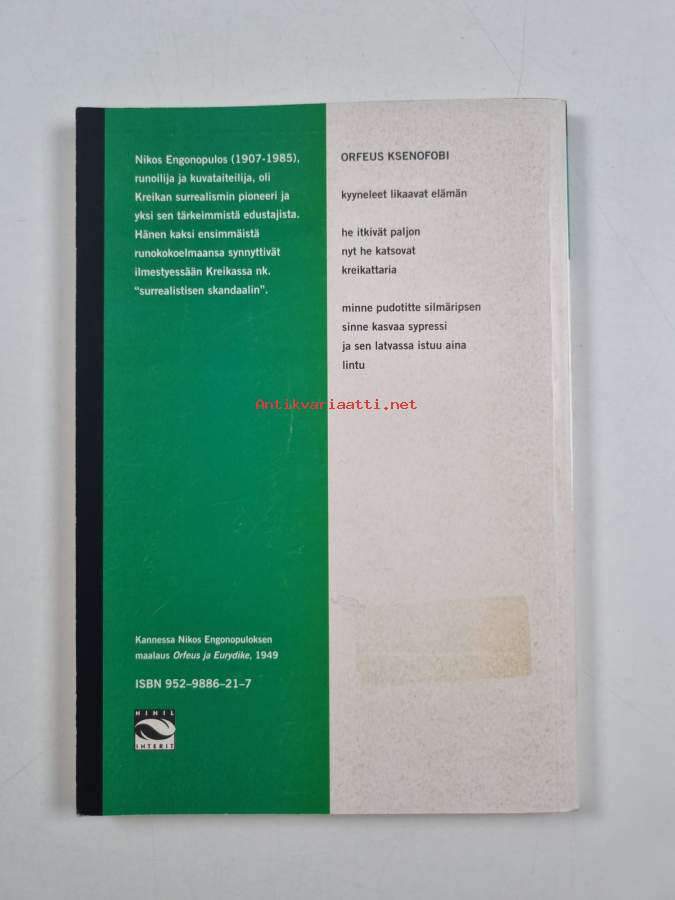 Nikos Engonopulos (1907-1985),
runoilija ja kuvataiteilija, oli
Kreikan surrealismin pioneeri ja
yksi sen tärkeimmistä edustajista.
Hänen kaksi ensimmäistä
runokokoelmaansa synnyttivät
ilmestyessään Kreikassa nk.
“surrealistisen skandaalin”.
Kannessa Nikos Engonopuloksen
maalaus Orfeus ja Eurydike, 1949
ISBN 952–9886–21–7
NIHIL
INTERIT
ORFEUS KSENOFOBI
kyyneleet likaavat elämän
he itkivät paljon
nyt he katsovat
kreikattaria
minne pudotitte silmäripsen
sinne kasvaa sypressi
ja sen latvassa istuu aina
lintu
Antikvariaatti.net